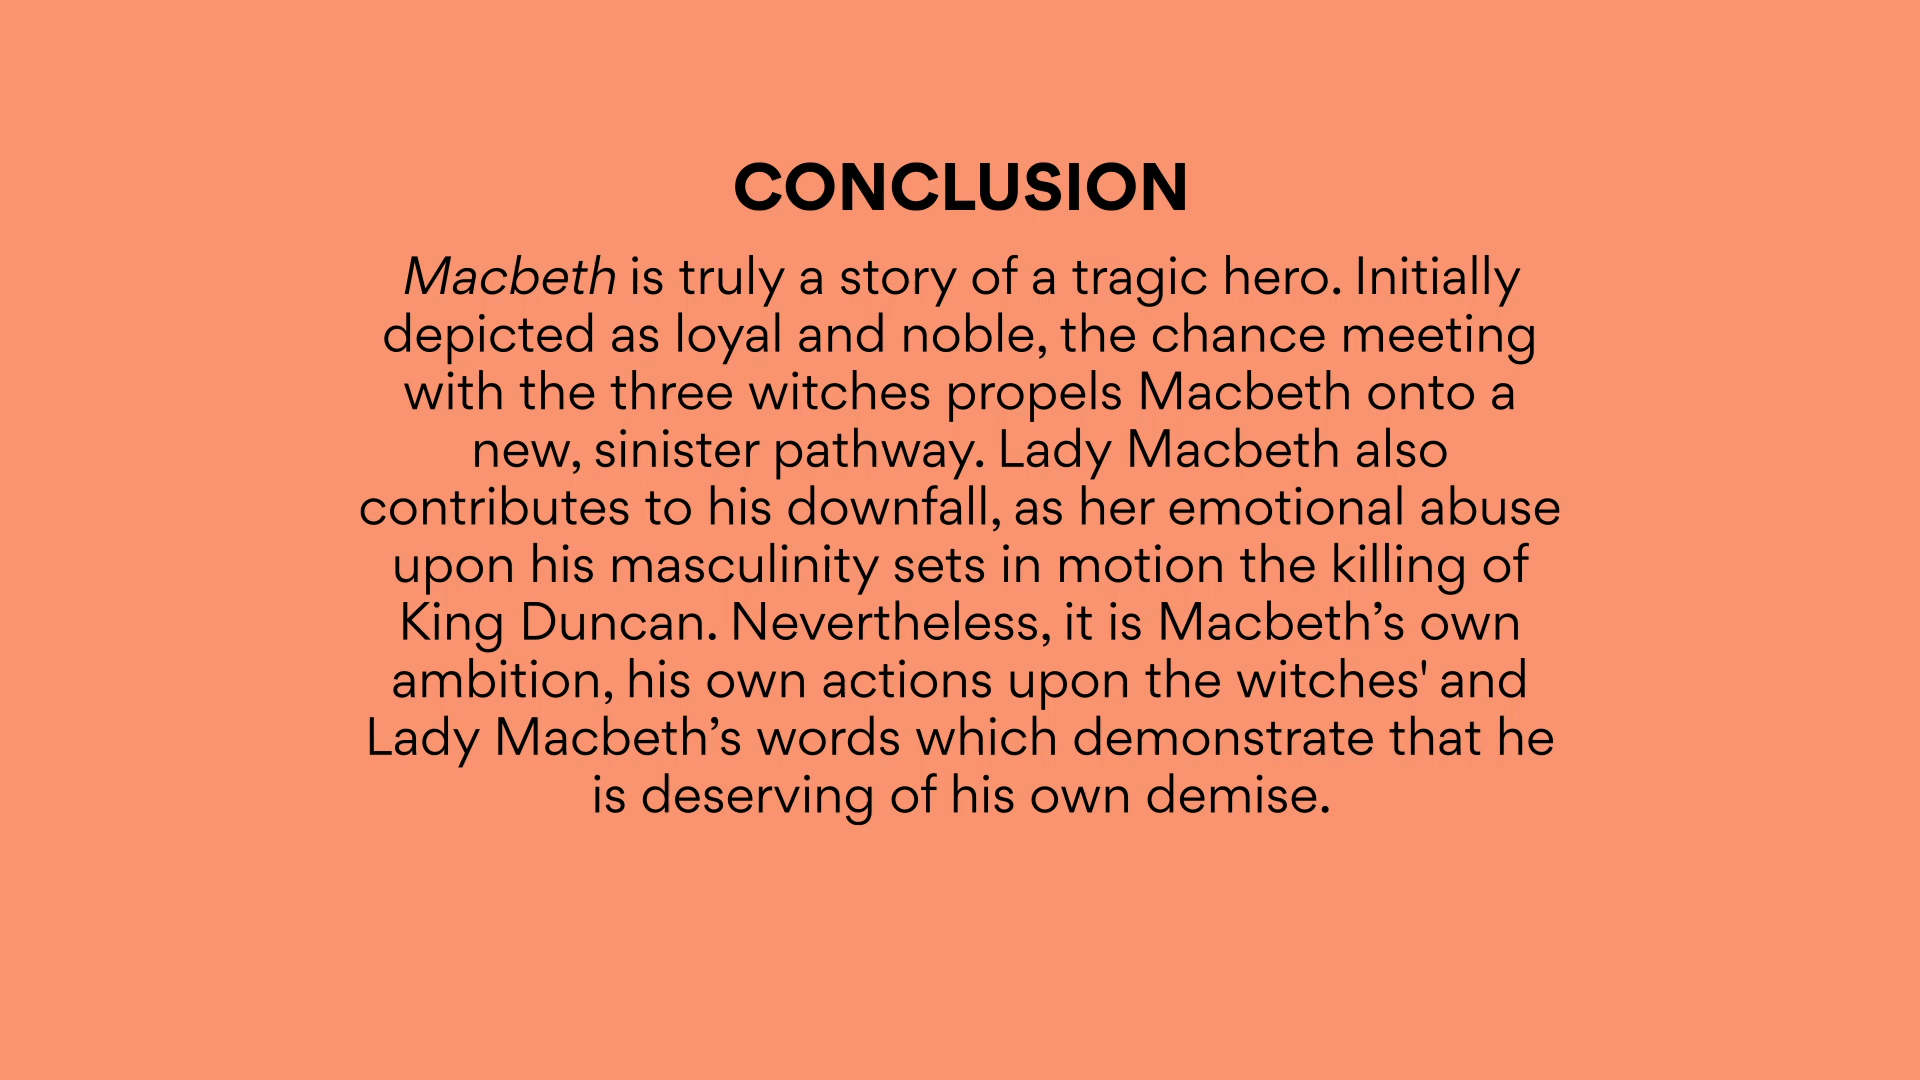 CONCLUSION
Macbeth is truly a story of a tragic hero. Initially
depicted as loyal and noble, the chance meeting
with the three witches propels Macbeth onto a
new, sinister pathway. Lady Macbeth also
contributes to his downfall, as her emotional abuse
upon his masculinity sets in motion the killing of
King Duncan. Nevertheless, it is Macbeth’s own
ambition, his own actions upon the witches' and
Lady Macbeth’s words which demonstrate that he
is deserving of his own demise.